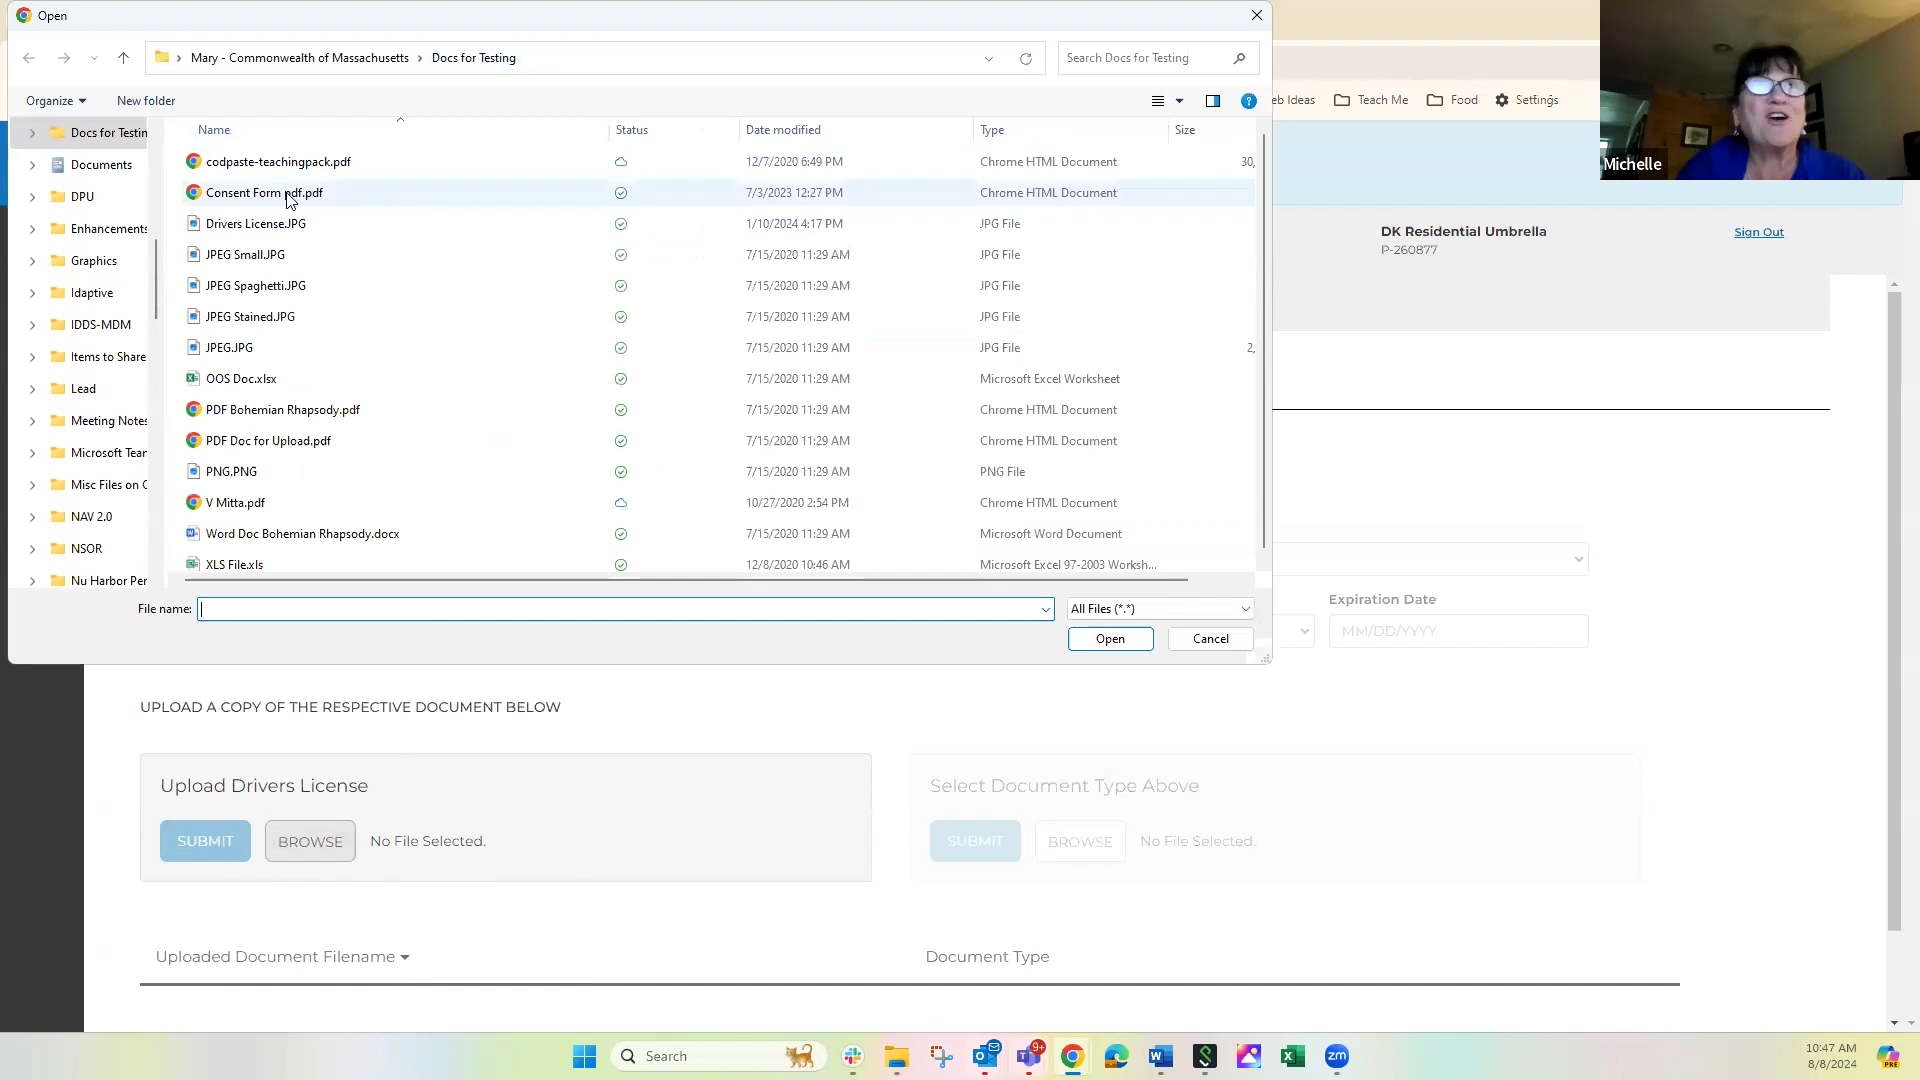 Open
Mary - Commonwealth of Massachusetts > Docs for Testing
Search Docs for Testing
Organize
New folder
eb Ideas
Teach Me
Food
Settings
Michelle
Docs for Testin
Documents
DPU
Enhancements
Graphics
Idaptive
IDDS-MDM
Items to Share
Lead
Meeting Notes
Microsoft Tear
Misc Files on C
NAV 2.0
NSOR
Nu Harbor Per
Name Status Date modified Type Size
codpaste-teachingpack.pdf 12/7/2020 6:49 PM Chrome HTML Document 30,
Consent Form pdf.pdf 7/3/2023 12:27 PM Chrome HTML Document
Drivers License.JPG 1/10/2024 4:17 PM JPG File
JPEG Small.JPG 7/15/2020 11:29 AM JPG File
JPEG Spaghetti.JPG 7/15/2020 11:29 AM JPG File
JPEG Stained.JPG 7/15/2020 11:29 AM JPG File
JPEG.JPG 7/15/2020 11:29 AM JPG File 2,
OOS Doc.xlsx 7/15/2020 11:29 AM Microsoft Excel Worksheet
PDF Bohemian Rhapsody.pdf 7/15/2020 11:29 AM Chrome HTML Document
PDF Doc for Upload.pdf 7/15/2020 11:29 AM Chrome HTML Document
PNG.PNG 7/15/2020 11:29 AM PNG File
V Mitta.pdf 10/27/2020 2:54 PM Chrome HTML Document
Word Doc Bohemian Rhapsody.docx 7/15/2020 11:29 AM Microsoft Word Document
XLS File.xls 12/8/2020 10:46 AM Microsoft Excel 97-2003 Worksh...
File name:
All Files (*.*)
Open
Cancel
DK Residential Umbrella
P-260877
Sign Out
Expiration Date
MM/DD/YYYY
UPLOAD A COPY OF THE RESPECTIVE DOCUMENT BELOW
Upload Drivers License
SUBMIT BROWSE No File Selected.
Select Document Type Above
SUBMIT BROWSE No File Selected.
Uploaded Document Filename
Document Type
Search
9+
zm
10:47 AM
8/8/2024
PRE